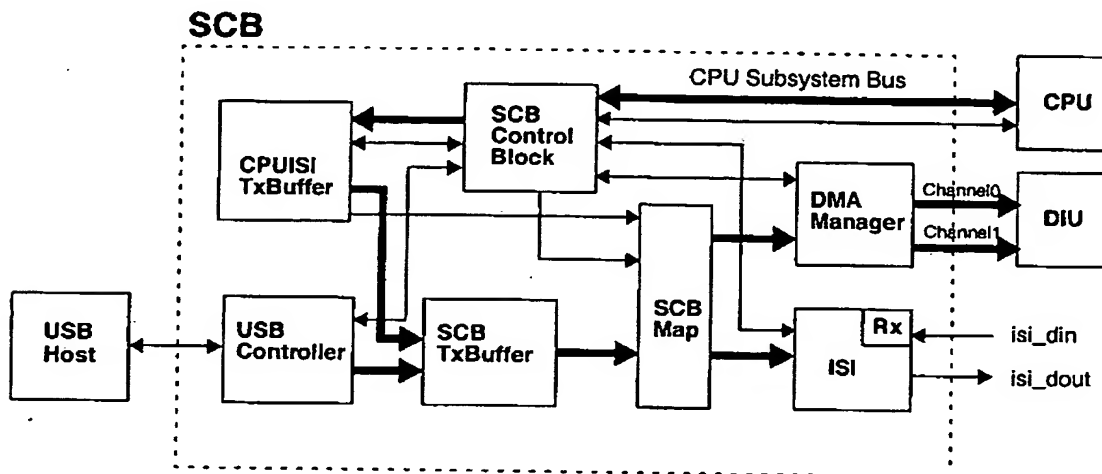 SCB
CPU Subsystem Bus
CPU
SCB
Control
Block
CPUISI
TxBuffer
DMA
Manager
Channel0
Channel1
DIU
SCB
Map
USB
Host
USB
Controller
SCB
TxBuffer
Rx
ISI
isi_din
isi_dout